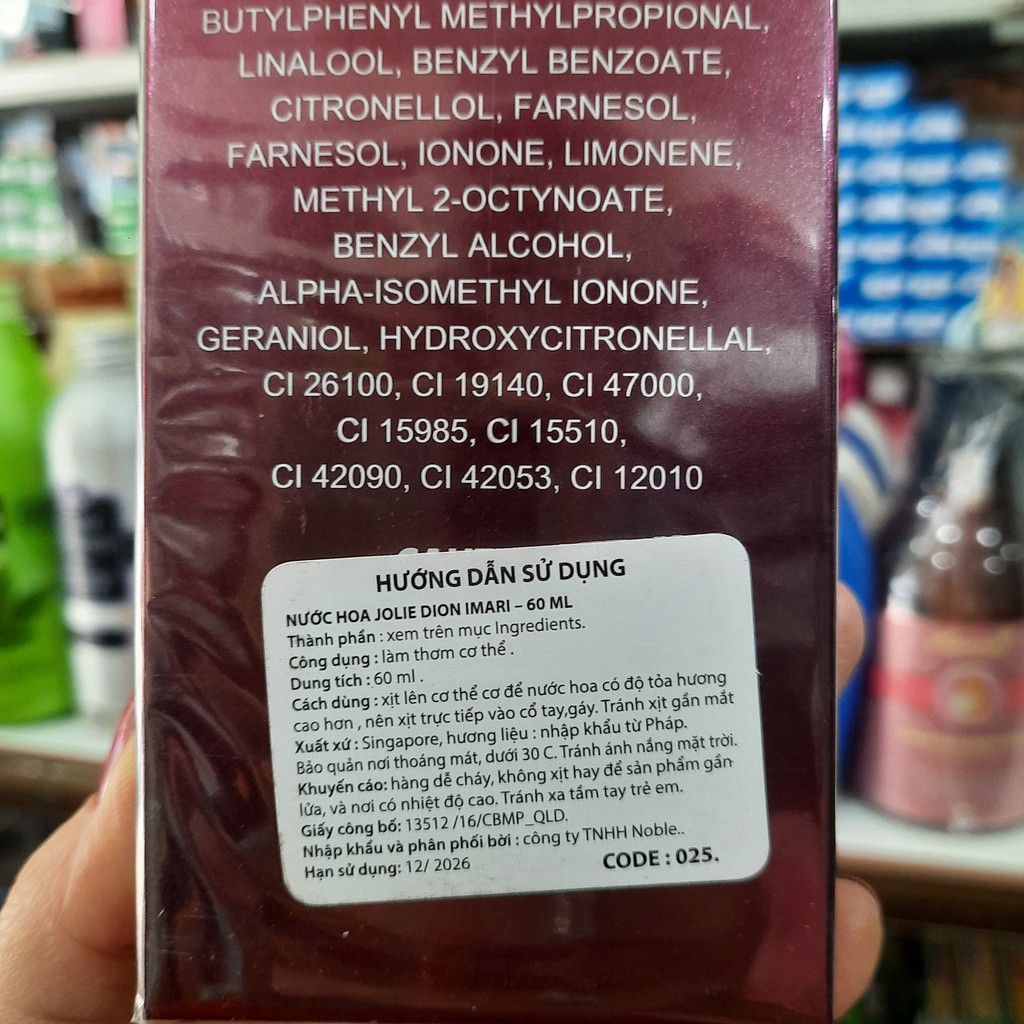 BUTYLPHENYL METHYLPROPIONAL,
LINALOOL, BENZYL BENZOATE,
CITRONELLOL, FARNESOL,
FARNESOL, IONONE, LIMONENE,
METHYL 2-OCTYNOATE,
BENZYL ALCOHOL,
ALPHA-ISOMETHYL IONONE,
GERANIOL, HYDROXYCITRONELLAL,
CI 26100, CI 19140, CI 47000,
CI 15985, CI 15510,
CI 42090, CI 42053, CI 12010
HƯỚNG DẪN SỬ DỤNG
NƯỚC HOA JOLIE DION IMARI – 60 ML
Thành phần : xem trên mục Ingredients.
Công dụng : làm thơm cơ thể .
Dung tích : 60 ml .
Cách dùng : xịt lên cơ thể cơ để nước hoa có độ tỏa hương
cao hơn , nên xịt trực tiếp vào cổ tay,gáy. Tránh xịt gần mắt
Xuất xứ : Singapore, hương liệu : nhập khẩu từ Pháp.
Bảo quản nơi thoáng mát, dưới 30 C. Tránh ánh nắng mặt trời.
Khuyến cáo: hàng dễ cháy, không xịt hay để sản phẩm gần
lửa, và nơi có nhiệt độ cao. Tránh xa tầm tay trẻ em.
Giấy công bố: 13512 /16/CBMP_QLD.
Nhập khẩu và phân phối bởi : công ty TNHH Noble..
Hạn sử dụng: 12/ 2026
CODE : 025.